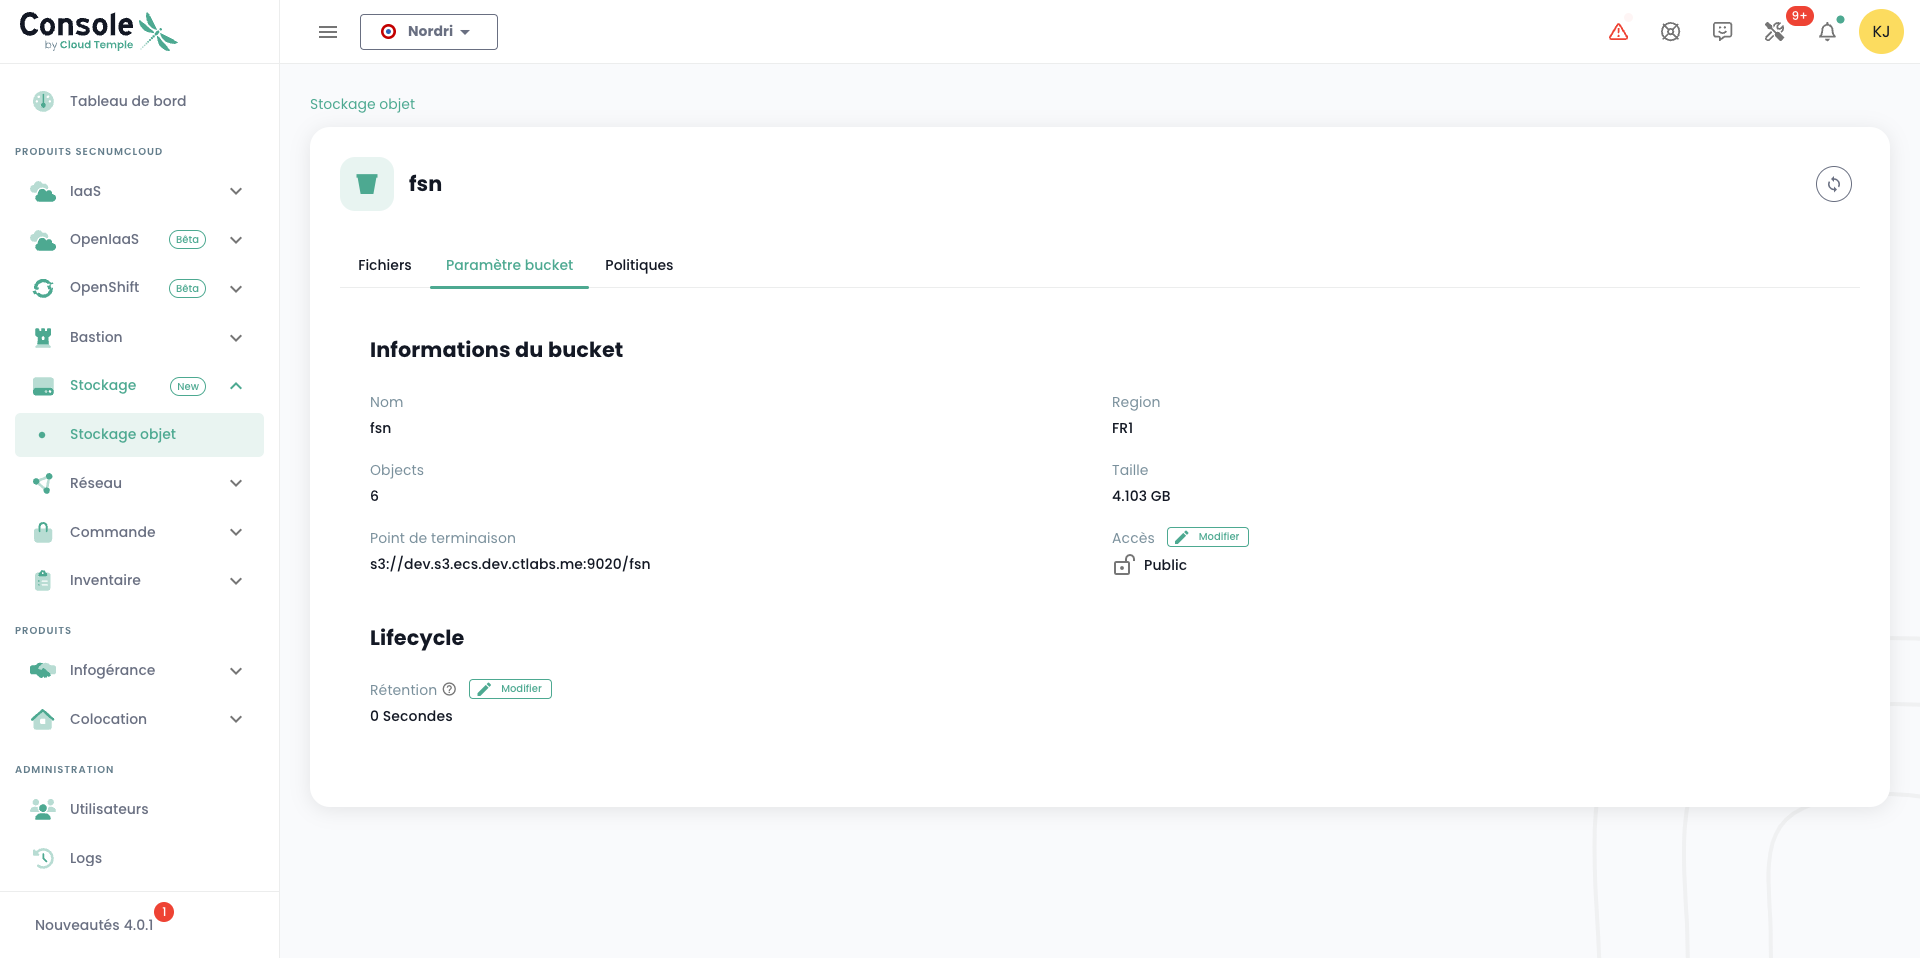 Console
by Cloud Temple
Nordri
9+
KJ
Tableau de bord
PRODUITS SECNUMCLOUD
IaaS
OpenIaaS Bêta
OpenShift Bêta
Bastion
Stockage New
Stockage objet
Réseau
Commande
Inventaire
PRODUITS
Infogérance
Colocation
ADMINISTRATION
Utilisateurs
Logs
Nouveautés 4.0.1 1
Stockage objet
fsn
Fichiers Paramètre bucket Politiques
Informations du bucket
Nom
fsn
Region
FR1
Objects
6
Taille
4.103 GB
Point de terminaison
s3://dev.s3.ecs.dev.ctlabs.me:9020/fsn
Accès Modifier
Public
Lifecycle
Rétention Modifier
0 Secondes